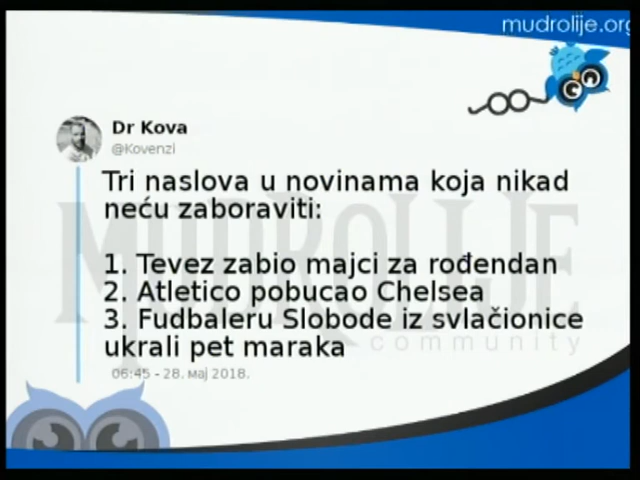 mudrolije.org
Dr Kova
@Kovenzi
Tri naslova u novinama koja nikad
neću zaboraviti:
1. Tevez zabio majci za rođendan
2. Atletico pobucao Chelsea
3. Fudbaleru Slobode iz svlačionice
ukrali pet maraka
06:45 - 28. мај 2018.
MUDROLIJE
community